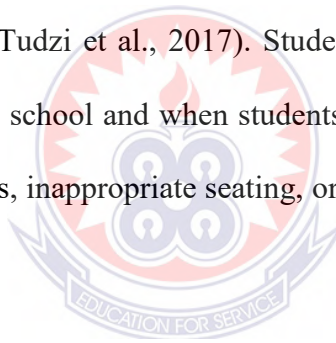 Tudzi et al., 2017). Stude
school and when students
s, inappropriate seating, or
EDUCATION FOR SERVICE